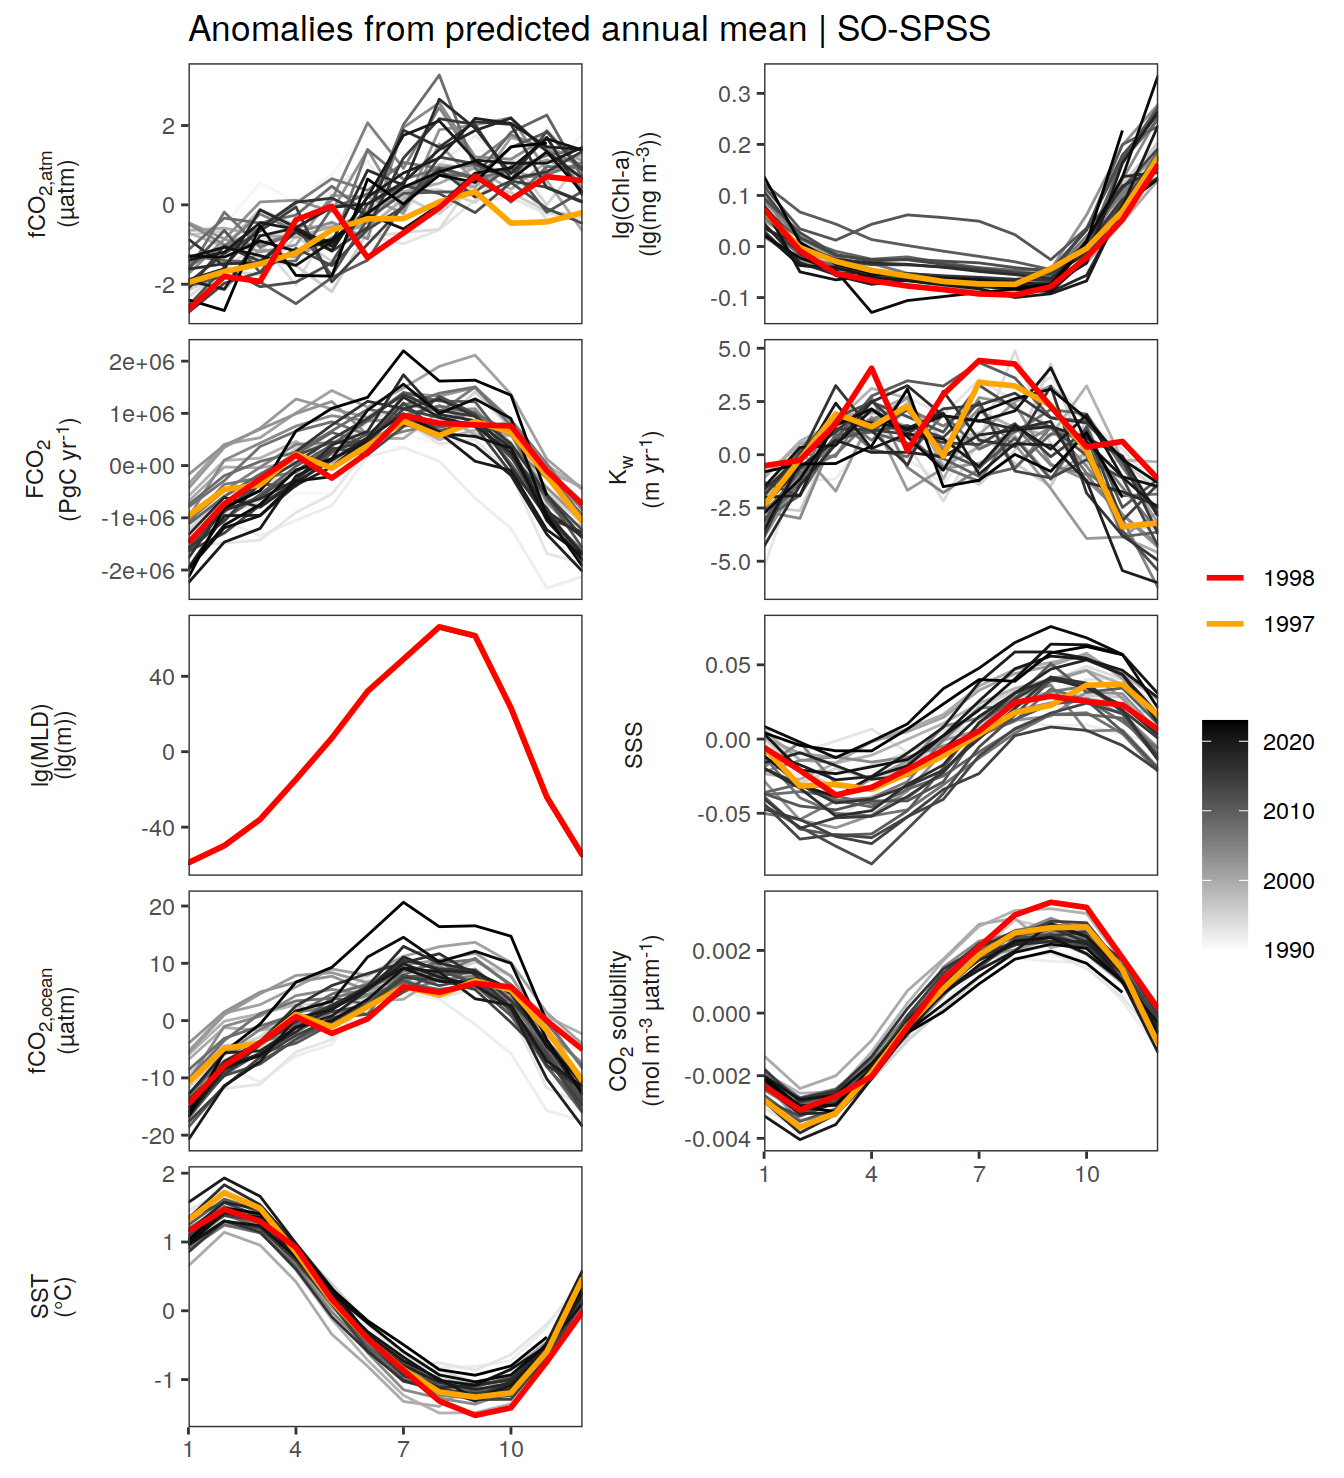 Anomalies from predicted annual mean | SO-SPSS
fCO2,atm
(µatm)
2
0
-2
lg(Chl-a)
(lg(mg m-3))
0.3
0.2
0.1
0.0
-0.1
FCO2
(PgC yr-1)
2e+06
1e+06
0e+00
-1e+06
-2e+06
Kw
(m yr-1)
5.0
2.5
0.0
-2.5
-5.0
lg(MLD)
(lg(m))
40
0
-40
SSS
0.05
0.00
-0.05
fCO2,ocean
(µatm)
20
10
0
-10
-20
CO2 solubility
(mol m-3 µatm-1)
0.002
0.000
-0.002
-0.004
1 4 7 10
SST
(°C)
2
1
0
-1
1 4 7 10
1998
1997
2020
2010
2000
1990